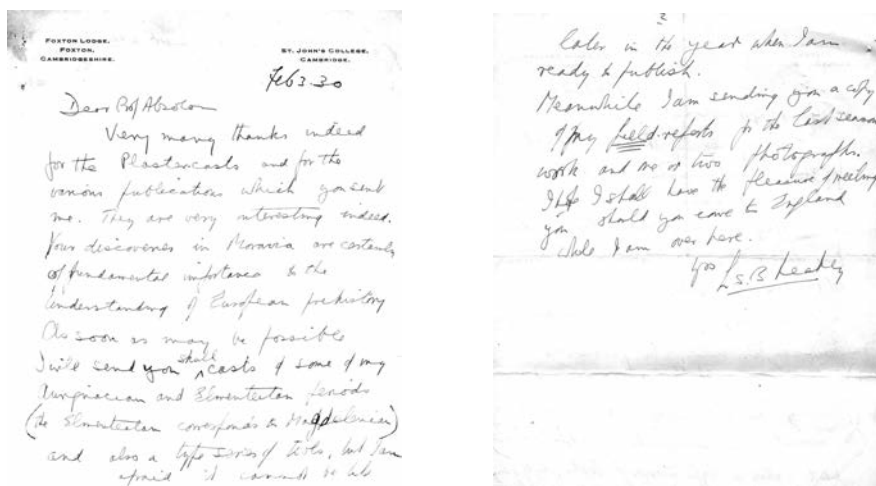 FOXTON LODGE,
FOXTON,
CAMBRIDGESHIRE.
ST. JOHN'S COLLEGE,
CAMBRIDGE.
Feb 3. 30
Dear Prof Absolon
Very many thanks indeed
for the Plastercasts and for the
various publications which you sent
me. They are very interesting indeed.
Your discoveries in Moravia are certainly
of fundamental importance to the
understanding of European prehistory
As soon as may be possible
I will send you skull casts of some of my
Aurignacian and Elmenteitan periods
(the Elmenteitan corresponds to Magdelenian)
and also a type series of tools, but I am
afraid it cannot be
2
later in the year when I am
ready to publish.
Meanwhile I am sending you a copy
of my field-reports for the last season
work and one or two photographs.
I hope I shall have the pleasure of meeting
you should you come to England
while I am over here.
yrs L.S.B Leakey